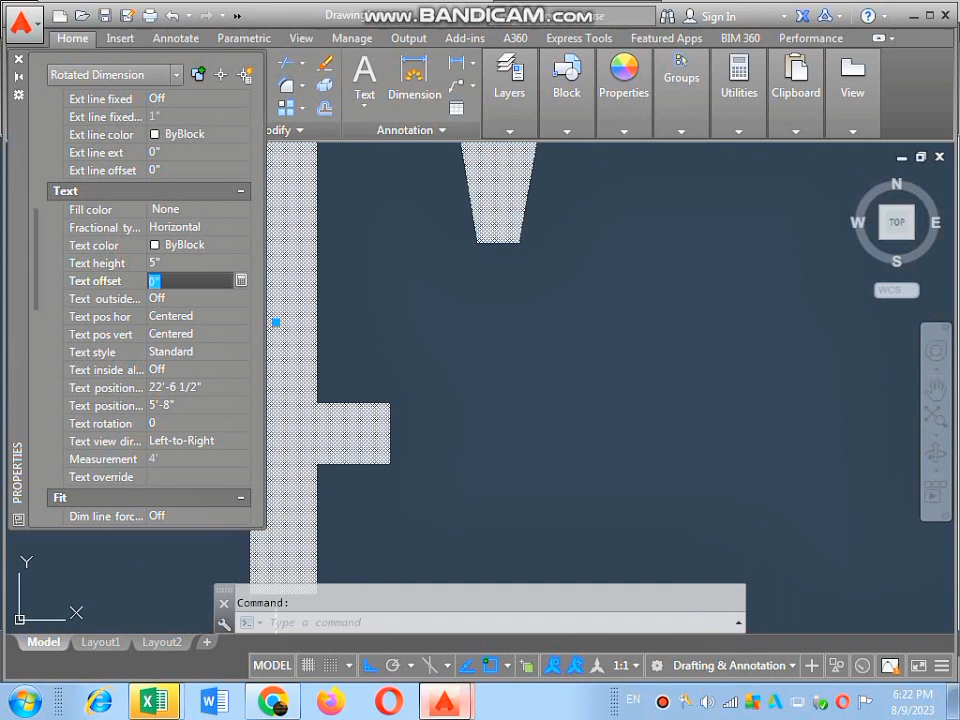 Drawing
www.BANDICAM.com
Sign In
Home Insert Annotate Parametric View Manage Output Add-ins A360 Express Tools Featured Apps BIM 360 Performance
Rotated Dimension
Text Dimension Layers Block Properties Groups Utilities Clipboard View
Annotation
Ext line fixed Off
Ext line fixed... 1"
Ext line color ByBlock
Ext line ext 0"
Ext line offset 0"
Text
Fill color None
Fractional ty... Horizontal
Text color ByBlock
Text height 5"
Text offset 0"
Text outside... Off
Text pos hor Centered
Text pos vert Centered
Text style Standard
Text inside al... Off
Text position... 22'-6 1/2"
Text position... 5'-8"
Text rotation 0
Text view dir... Left-to-Right
Measurement 4'
Text override
Fit
Dim line forc... Off
PROPERTIES
N
W TOP E
S
WCS
Y
X
Command:
Type a command
Model Layout1 Layout2 +
MODEL 1:1 Drafting & Annotation
EN
6:22 PM
8/9/2023